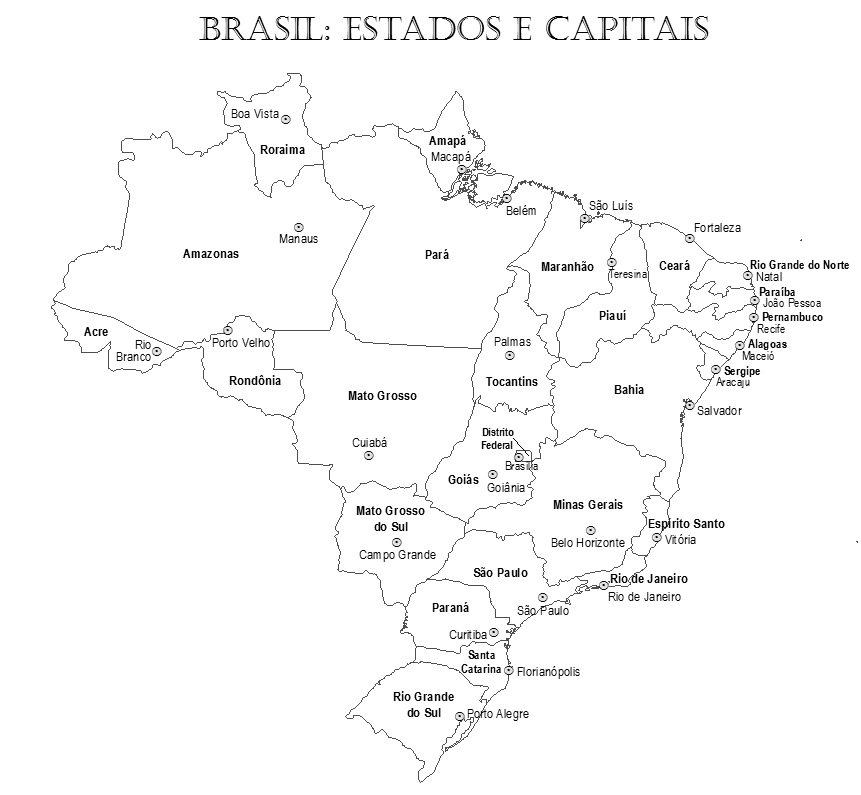 BRASIL: ESTADOS E CAPITAIS
Boa Vista
Roraima
Amapá
Macapá
Belém
São Luís
Fortaleza
Manaus
Amazonas
Pará
Maranhão
Teresina
Ceará
Rio Grande do Norte
Natal
Paraíba
João Pessoa
Piauí
Pernambuco
Recife
Acre
Rio
Branco
Porto Velho
Rondônia
Palmas
Tocantins
Alagoas
Maceió
Sergipe
Aracaju
Mato Grosso
Bahia
Salvador
Cuiabá
Distrito
Federal
Brasília
Goiás
Goiânia
Mato Grosso
do Sul
Campo Grande
Minas Gerais
Belo Horizonte
Espírito Santo
Vitória
São Paulo
São Paulo
Rio de Janeiro
Rio de Janeiro
Paraná
Curitiba
Santa
Catarina
Florianópolis
Rio Grande
do Sul
Porto Alegre